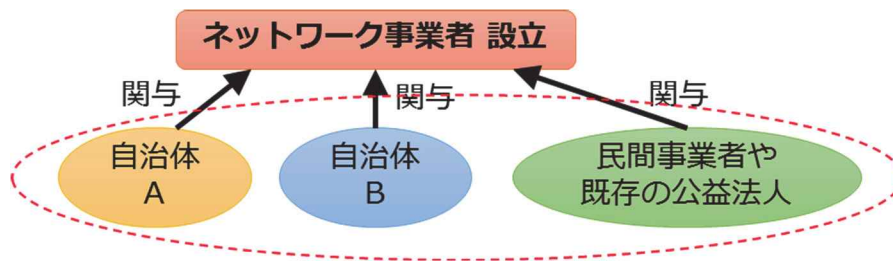 ネットワーク事業者 設立
関与
関与
関与
自治体
A
自治体
B
民間事業者や
既存の公益法人